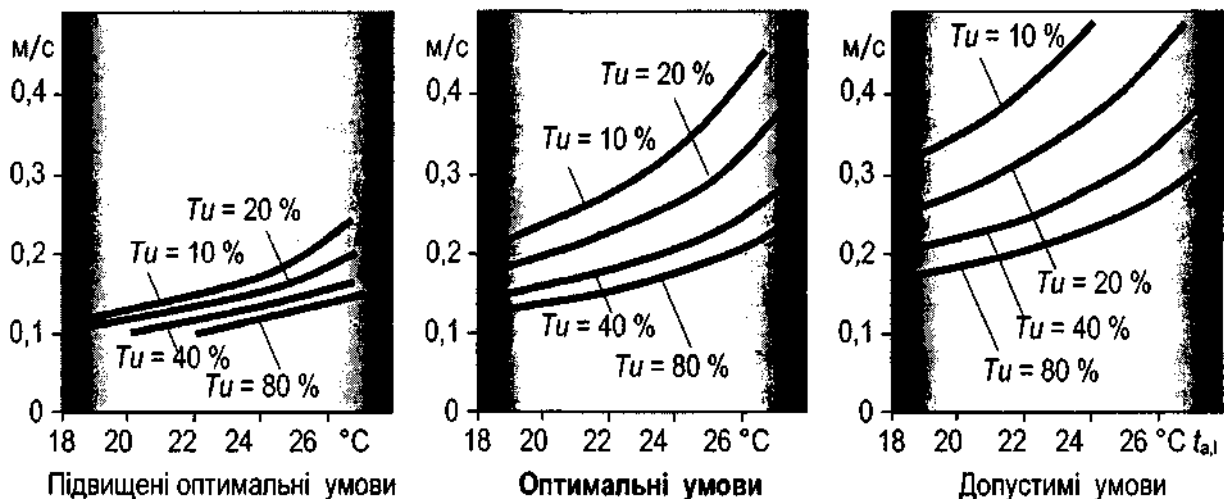 м/с
0,4
0,3
0,2
0,1
0
Tu = 20 %
Tu = 10 %
Tu = 40 %
Tu = 80 %
18 20 22 24 26 °C
Підвищені оптимальні умови
м/с
0,4
0,3
0,2
0,1
0
Tu = 20 %
Tu = 10 %
Tu = 40 %
Tu = 80 %
18 20 22 24 26 °C
Оптимальні умови
м/с
0,4
0,3
0,2
0,1
0
Tu = 10 %
Tu = 20 %
Tu = 40 %
Tu = 80 %
18 20 22 24 26 °C ta,l
Допустимі умови